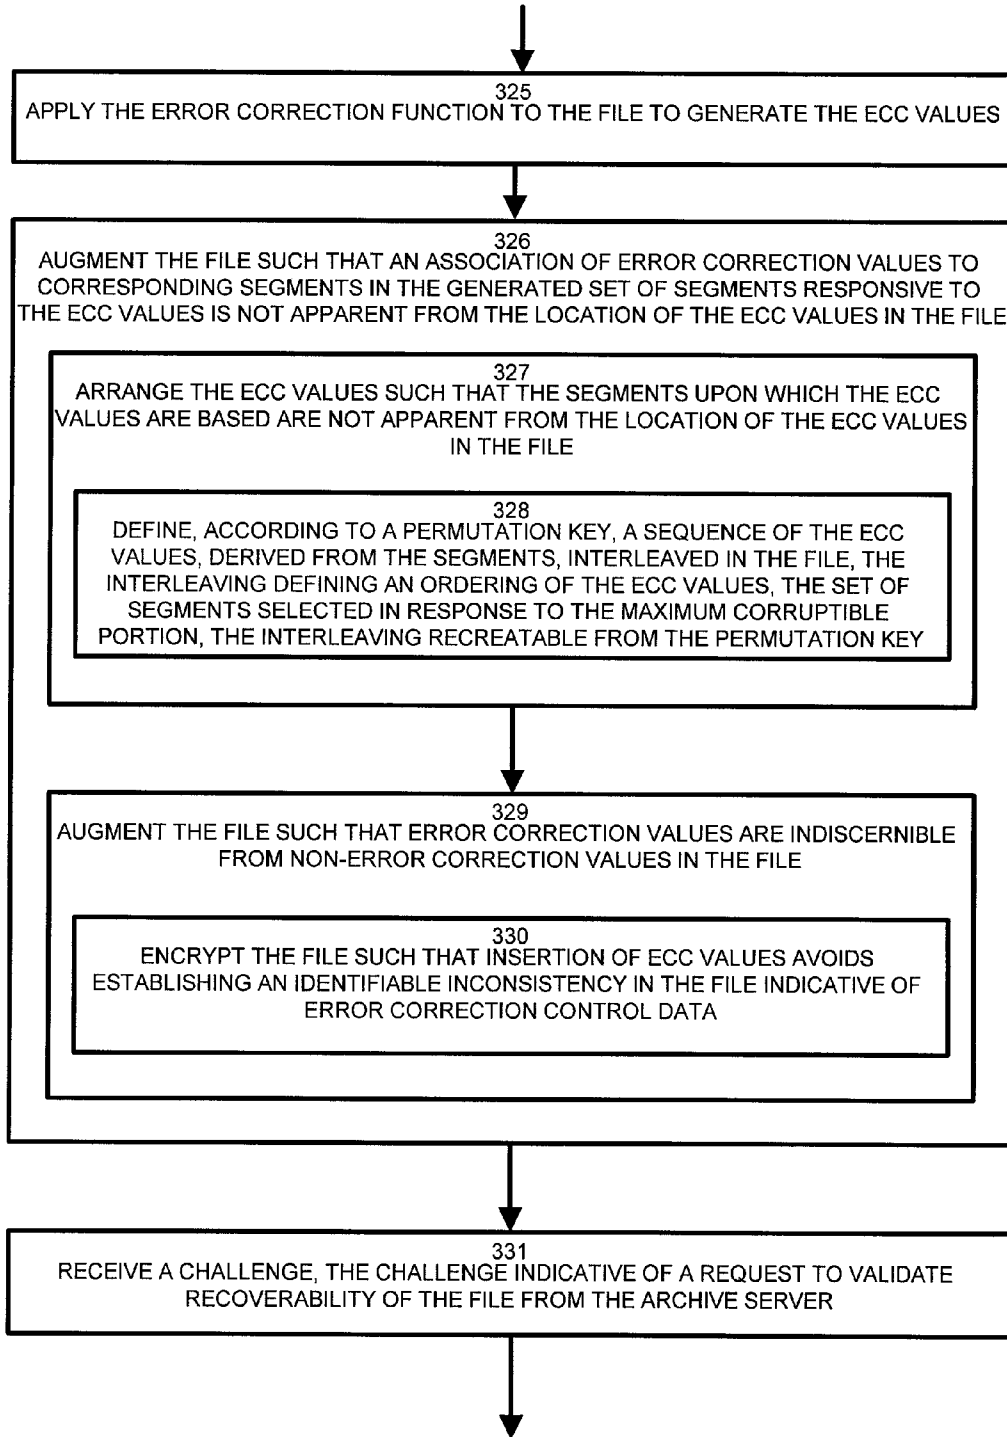 325
APPLY THE ERROR CORRECTION FUNCTION TO THE FILE TO GENERATE THE ECC VALUES
326
AUGMENT THE FILE SUCH THAT AN ASSOCIATION OF ERROR CORRECTION VALUES TO
CORRESPONDING SEGMENTS IN THE GENERATED SET OF SEGMENTS RESPONSIVE TO
THE ECC VALUES IS NOT APPARENT FROM THE LOCATION OF THE ECC VALUES IN THE FILE
327
ARRANGE THE ECC VALUES SUCH THAT THE SEGMENTS UPON WHICH THE ECC
VALUES ARE BASED ARE NOT APPARENT FROM THE LOCATION OF THE ECC VALUES
IN THE FILE
328
DEFINE, ACCORDING TO A PERMUTATION KEY, A SEQUENCE OF THE ECC
VALUES, DERIVED FROM THE SEGMENTS, INTERLEAVED IN THE FILE, THE
INTERLEAVING DEFINING AN ORDERING OF THE ECC VALUES, THE SET OF
SEGMENTS SELECTED IN RESPONSE TO THE MAXIMUM CORRUPTIBLE
PORTION, THE INTERLEAVING RECREATABLE FROM THE PERMUTATION KEY
329
AUGMENT THE FILE SUCH THAT ERROR CORRECTION VALUES ARE INDISCERNIBLE
FROM NON-ERROR CORRECTION VALUES IN THE FILE
330
ENCRYPT THE FILE SUCH THAT INSERTION OF ECC VALUES AVOIDS
ESTABLISHING AN IDENTIFIABLE INCONSISTENCY IN THE FILE INDICATIVE OF
ERROR CORRECTION CONTROL DATA
331
RECEIVE A CHALLENGE, THE CHALLENGE INDICATIVE OF A REQUEST TO VALIDATE
RECOVERABILITY OF THE FILE FROM THE ARCHIVE SERVER